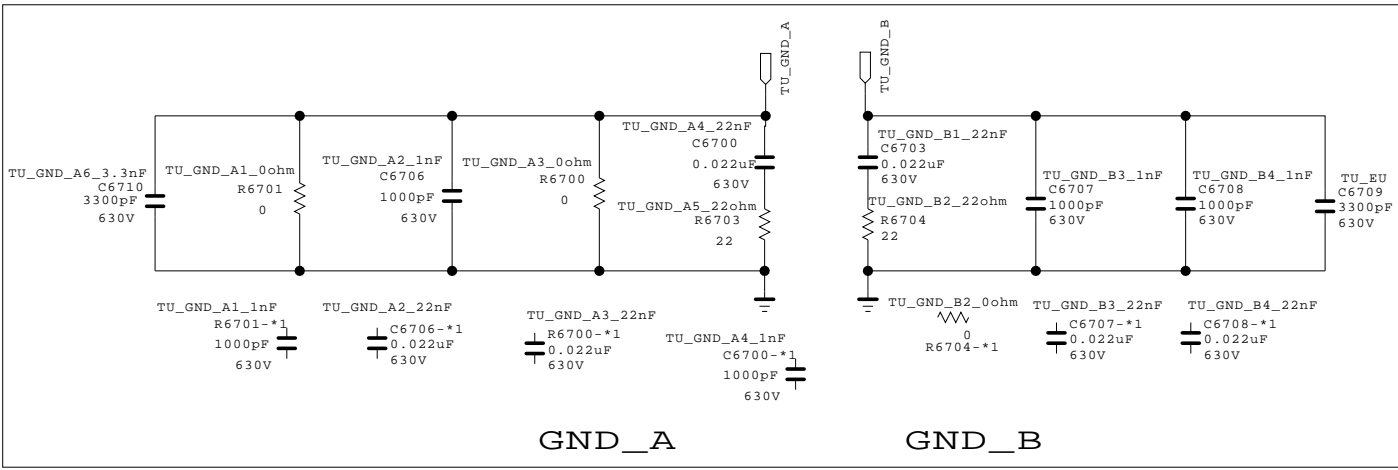 TU_GND_A
TU_GND_B
TU_GND_A6_3.3nF
C6710
3300pF
630V
TU_GND_A1_0ohm
R6701
0
TU_GND_A2_1nF
C6706
1000pF
630V
TU_GND_A3_0ohm
R6700
0
TU_GND_A4_22nF
C6700
0.022uF
630V
TU_GND_A5_22ohm
R6703
22
TU_GND_B1_22nF
C6703
0.022uF
630V
TU_GND_B2_22ohm
R6704
22
TU_GND_B3_1nF
C6707
1000pF
630V
TU_GND_B4_1nF
C6708
1000pF
630V
TU_EU
C6709
3300pF
630V
TU_GND_A1_1nF
R6701-*1
1000pF
630V
TU_GND_A2_22nF
C6706-*1
0.022uF
630V
TU_GND_A3_22nF
R6700-*1
0.022uF
630V
TU_GND_A4_1nF
C6700-*1
1000pF
630V
TU_GND_B2_0ohm
0
R6704-*1
TU_GND_B3_22nF
C6707-*1
0.022uF
630V
TU_GND_B4_22nF
C6708-*1
0.022uF
630V
GND_A
GND_B